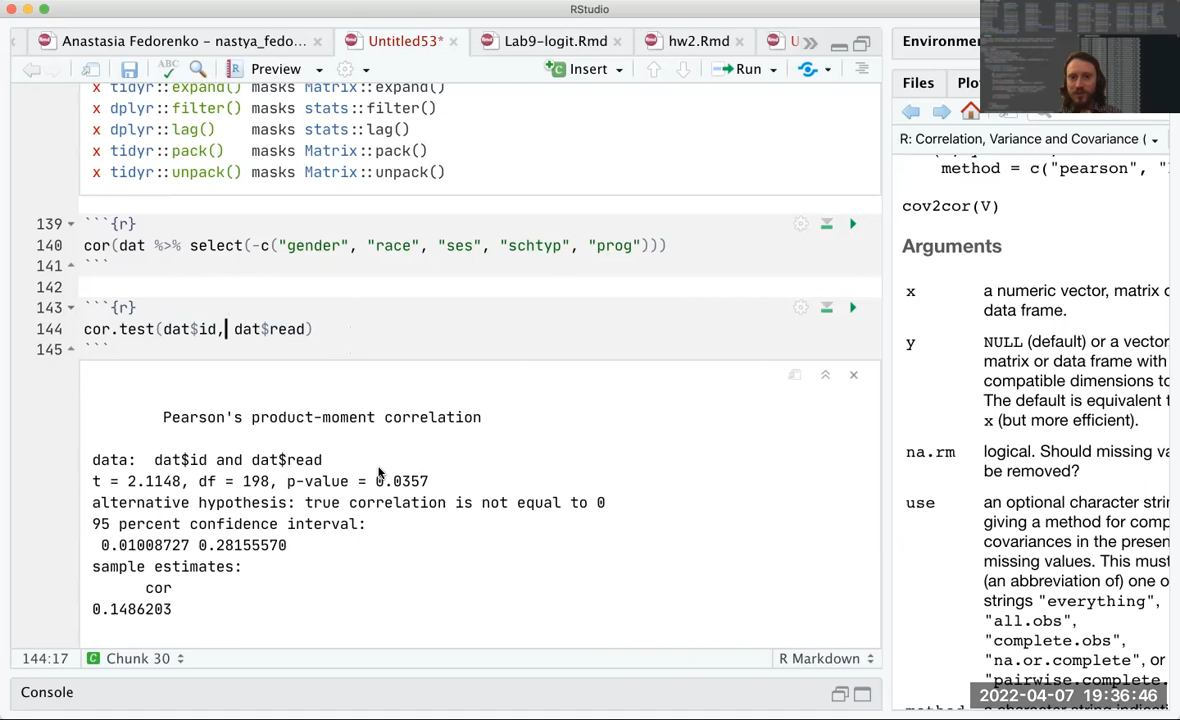 RStudio
Anastasia Fedorenko – nastya_fedo...
Untitled53*
Lab9-logit.Rmd
hw2.Rmd
U
Environmer
ABC
Preview
Insert
Run
Files
Plo
x tidyr::expand() masks Matrix::expand()
x dplyr::filter() masks stats::filter()
x dplyr::lag() masks stats::lag()
x tidyr::pack() masks Matrix::pack()
x tidyr::unpack() masks Matrix::unpack()
139 ```{r}
140 cor(dat %>% select(-c("gender", "race", "ses", "schtyp", "prog")))
141 ```
142
143 ```{r}
144 cor.test(dat$id, dat$read)
145 ```
Pearson's product-moment correlation
data: dat$id and dat$read
t = 2.1148, df = 198, p-value = 0.0357
alternative hypothesis: true correlation is not equal to 0
95 percent confidence interval:
0.01008727 0.28155570
sample estimates:
cor
0.1486203
144:17
Chunk 30
R Markdown
Console
R: Correlation, Variance and Covariance (
method = c("pearson", "
cov2cor(V)
Arguments
x a numeric vector, matrix o
data frame.
y NULL (default) or a vector
matrix or data frame with
compatible dimensions to
The default is equivalent t
x (but more efficient).
na.rm logical. Should missing va
be removed?
use an optional character strin
giving a method for comp
covariances in the presen
missing values. This must
(an abbreviation of) one o
strings "everything",
"all.obs",
"complete.obs",
"na.or.complete", or
"pairwise.complete.
2022-04-07 19:36:46